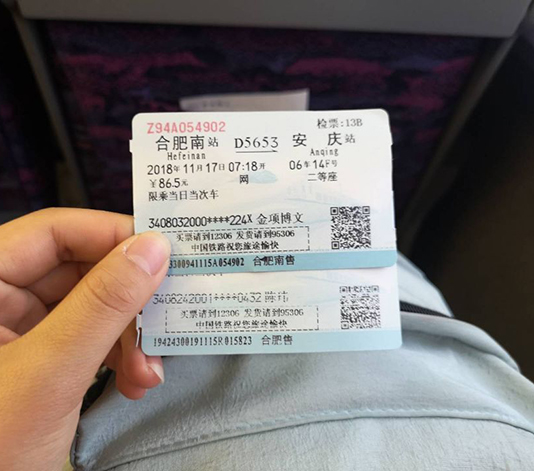 Z94A054902 检票:13B
合肥南站 D5653 安庆站
Hefeinan Anqing
2018年11月17日07:18开 06车14F号
¥86.5元 网 二等座
限乘当日当次车
3408032000****224X 金项博文
买票请到12306 发货请到95306
中国铁路祝您旅途愉快
3300941115A054902 合肥南售
3406242001****0432 陈玮
买票请到12306 发货请到95306
中国铁路祝您旅途愉快
19424300191115R015823 合肥售